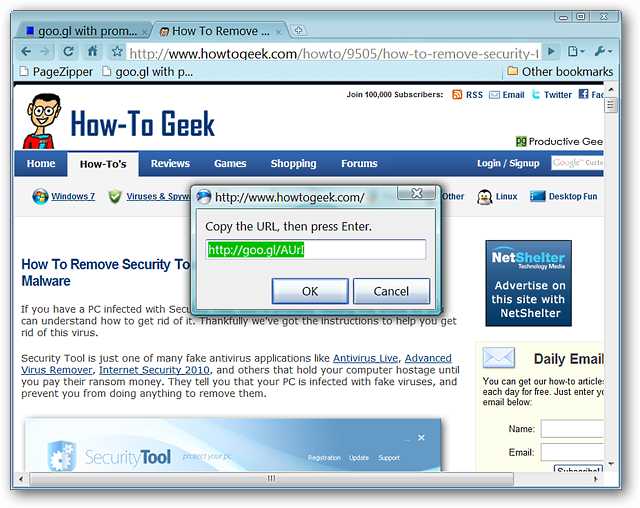 goo.gl with prom...
How To Remove ...
http://www.howtogeek.com/howto/9505/how-to-remove-security-t
PageZipper
goo.gl with p...
Other bookmarks
Join 100,000 Subscribers:
RSS
Email
Twitter
Fac
How-To Geek
pg Productive Gee
Home
How-To's
Reviews
Games
Shopping
Forums
Login / Signup
Google™ Custo
Windows 7
Viruses & Spyw
Other
Linux
Desktop Fun
http://www.howtogeek.com/
Copy the URL, then press Enter.
http://goo.gl/AUrI
OK
Cancel
How To Remove Security To
Malware
If you have a PC infected with Secur
can understand how to get rid of it. Thankfully we've got the instructions to help you get
rid of this virus.
Security Tool is just one of many fake antivirus applications like Antivirus Live, Advanced
Virus Remover, Internet Security 2010, and others that hold your computer hostage until
you pay their ransom money. They tell you that your PC is infected with fake viruses, and
prevent you from doing anything to remove them.
SecurityTool
protect your pc
Registration
Update
Support
NetShelter
Technology Media
Advertise on
this site with
NetShelter
Daily Email
You can get our how-to articles
each day for free. Just enter you
email below:
Name:
Email:
Subscribe!